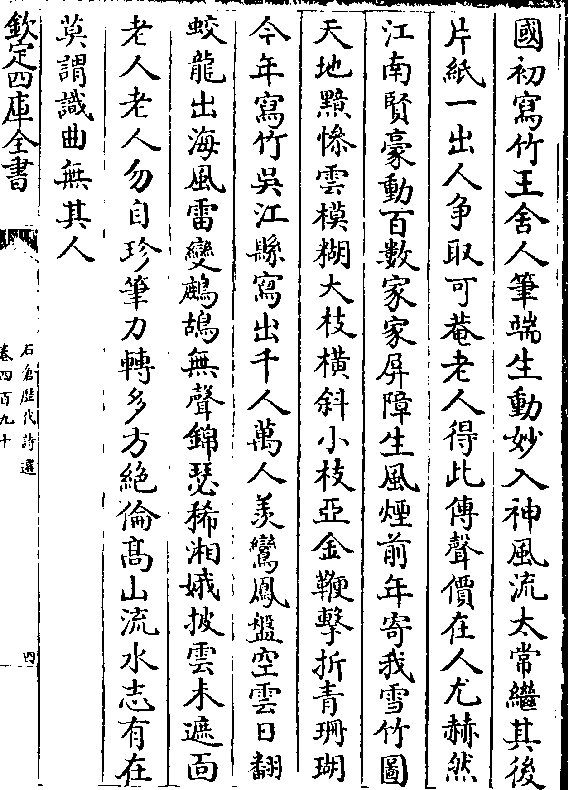 國初寫竹王舍人筆端生動妙入神風流太常繼其後
片紙一出人争取可菴老人得此傳聲價在人尤赫然
江南賢豪動百數家家屏障生風煙前年寄我雪竹圖
天地黲慘雲模糊大枝横斜小枝亞金鞭擊折青珊瑚
今年寫竹吳江縣寫出千人萬人羨鸞鳳盤空雲日翻
蛟龍出海風雷變鷓鴣無聲錦瑟稀湘娥披雲未遮面
老人老人勿自珍筆力轉多方絶倫髙山流水志有在
莫謂識曲無其人
欽定四庫全書
石倉歴代詩選
卷四百九十
四